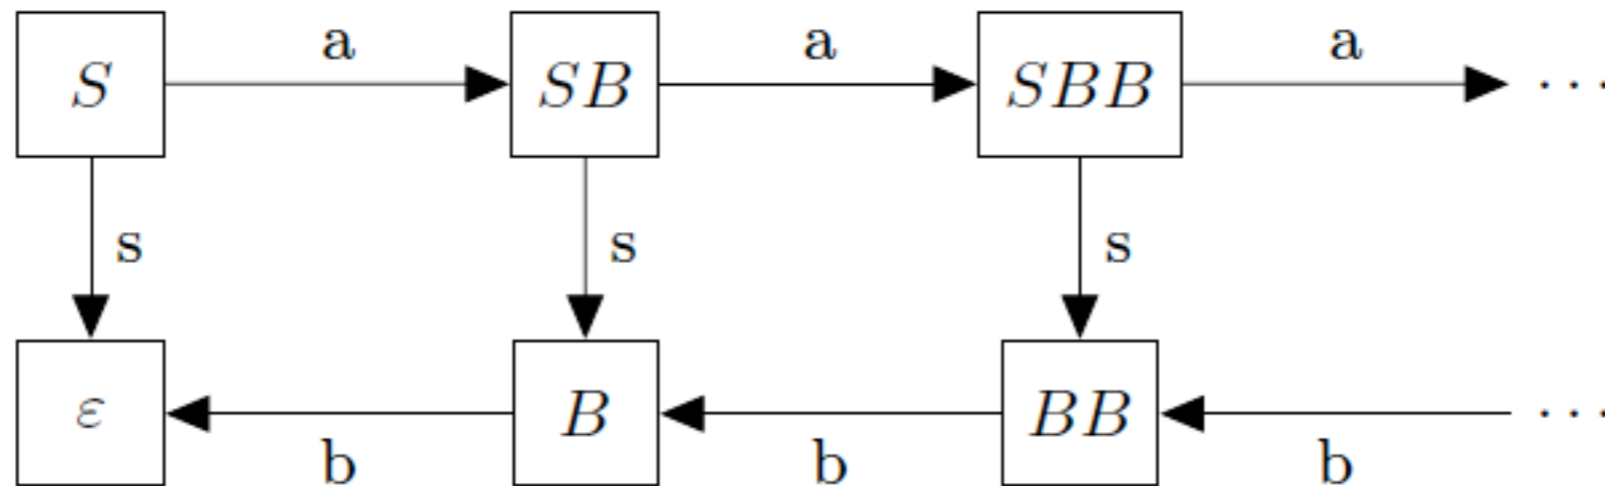 a a a
S SB SBB ···
s s s
ε B BB ···
b b b